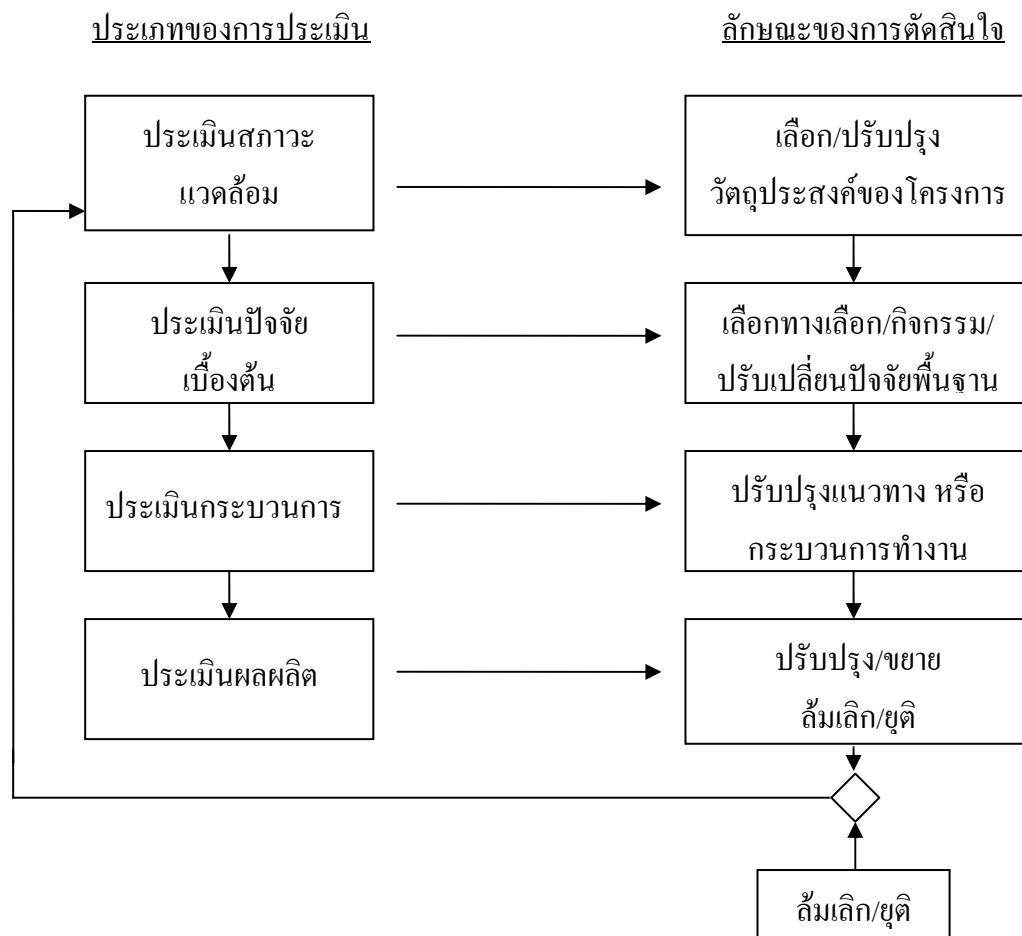 ประเภทของการประเมิน
ลักษณะของการตัดสินใจ
ประเมินสภาวะ
แวดล้อม
เลือก/ปรับปรุง
วัตถุประสงค์ของโครงการ
ประเมินปัจจัย
เบื้องต้น
เลือกทางเลือก/กิจกรรม/
ปรับเปลี่ยนปัจจัยพื้นฐาน
ประเมินกระบวนการ
ปรับปรุงแนวทาง หรือ
กระบวนการทำงาน
ประเมินผลผลิต
ปรับปรุง/ขยาย
ล้มเลิก/ยุติ
ล้มเลิก/ยุติ